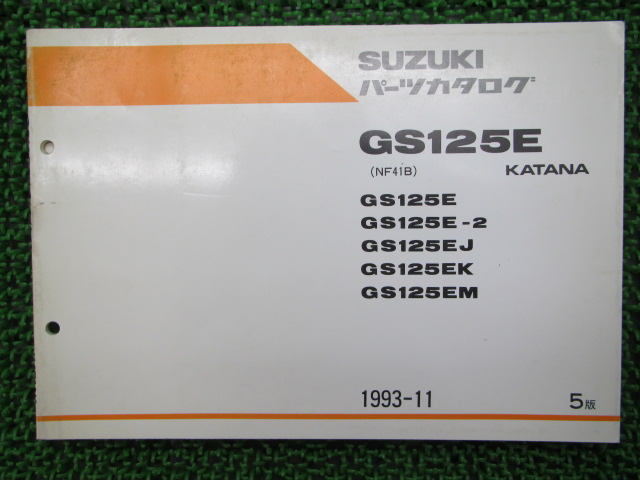 SUZUKI
パーツカタログ
GS125E
(NF41B) KATANA
GS125E
GS125E-2
GS125EJ
GS125EK
GS125EM
1993-11 5版